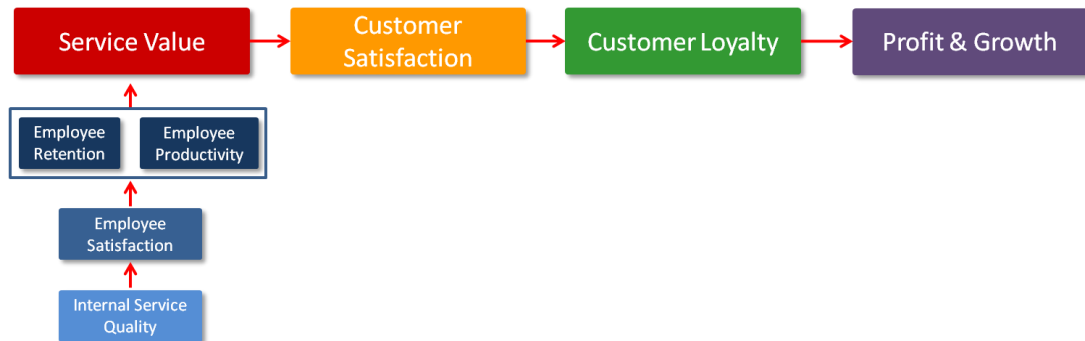 Service Value
Customer
Satisfaction
Customer Loyalty
Profit & Growth
Employee
Retention
Employee
Productivity
Employee
Satisfaction
Internal Service
Quality